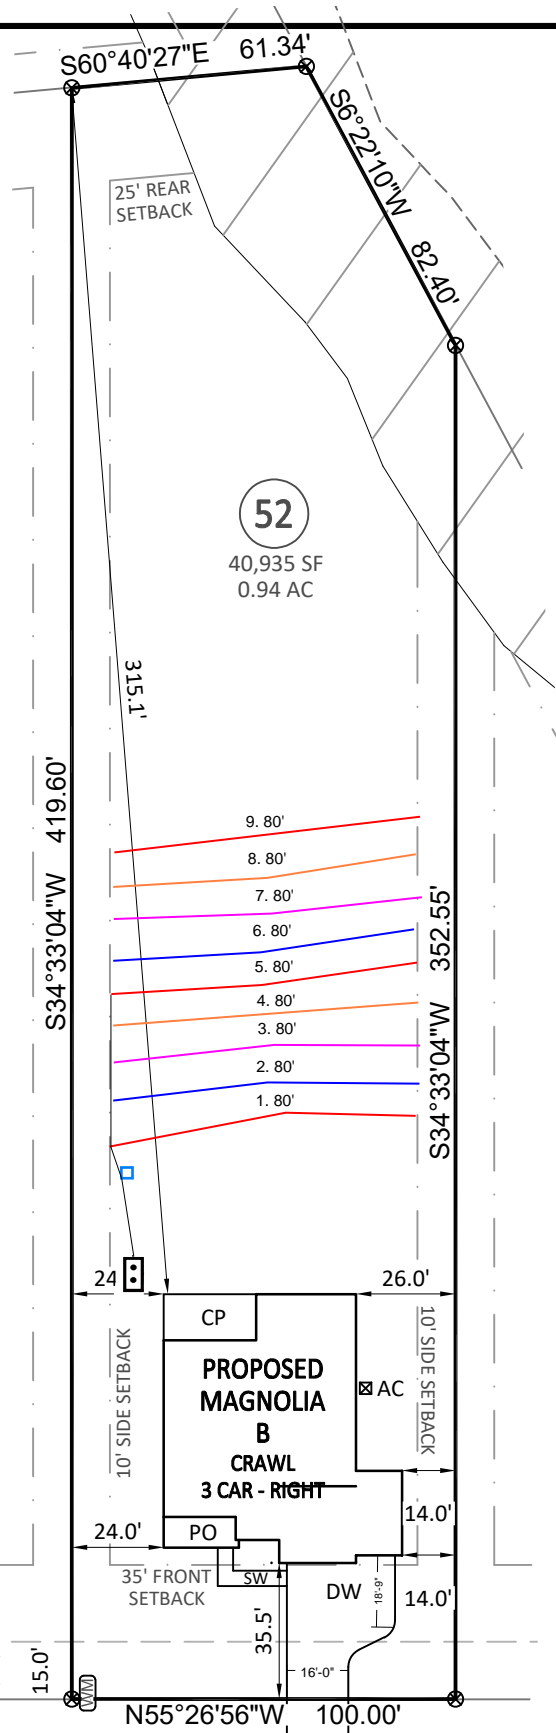 S60°40'27"E 61.34'
S6°22'10"W 82.40'
25' REAR
SETBACK
52
40,935 SF
0.94 AC
315.1'
S34°33'04"W 419.60'
S34°33'04"W 352.55'
9. 80'
8. 80'
7. 80'
6. 80'
5. 80'
4. 80'
3. 80'
2. 80'
1. 80'
24
26.0'
CP
10' SIDE SETBACK
10' SIDE SETBACK
PROPOSED
MAGNOLIA
B
CRAWL
3 CAR - RIGHT
AC
24.0'
PO
14.0'
35' FRONT
SETBACK
SW
DW
18'-9"
14.0'
35.5'
16'-0"
15.0'
WM
N55°26'56"W 100.00'